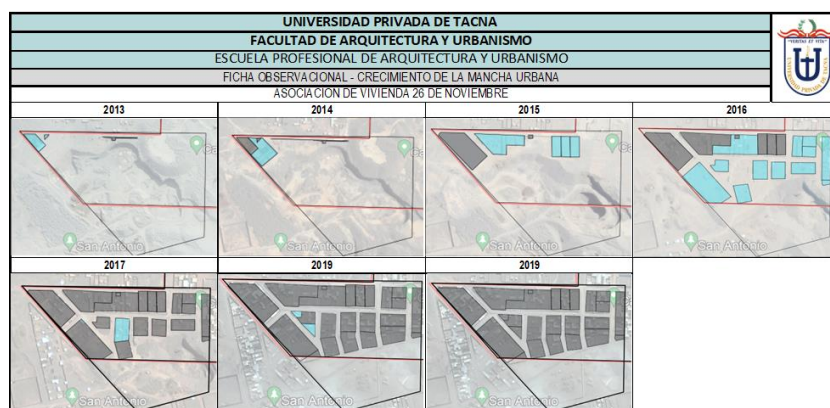 UNIVERSIDAD PRIVADA DE TACNA
FACULTAD DE ARQUITECTURA Y URBANISMO
ESCUELA PROFESIONAL DE ARQUITECTURA Y URBANISMO
FICHA OBSERVACIONAL - CRECIMIENTO DE LA MANCHA URBANA
ASOCIACION DE VIVIENDA 26 DE NOVIEMBRE
2013
2014
2015
2016
San Antonio
San Antonio
San Antonio
San Antonio
2017
2019
2019
San Antonio
San Antonio
San Antonio